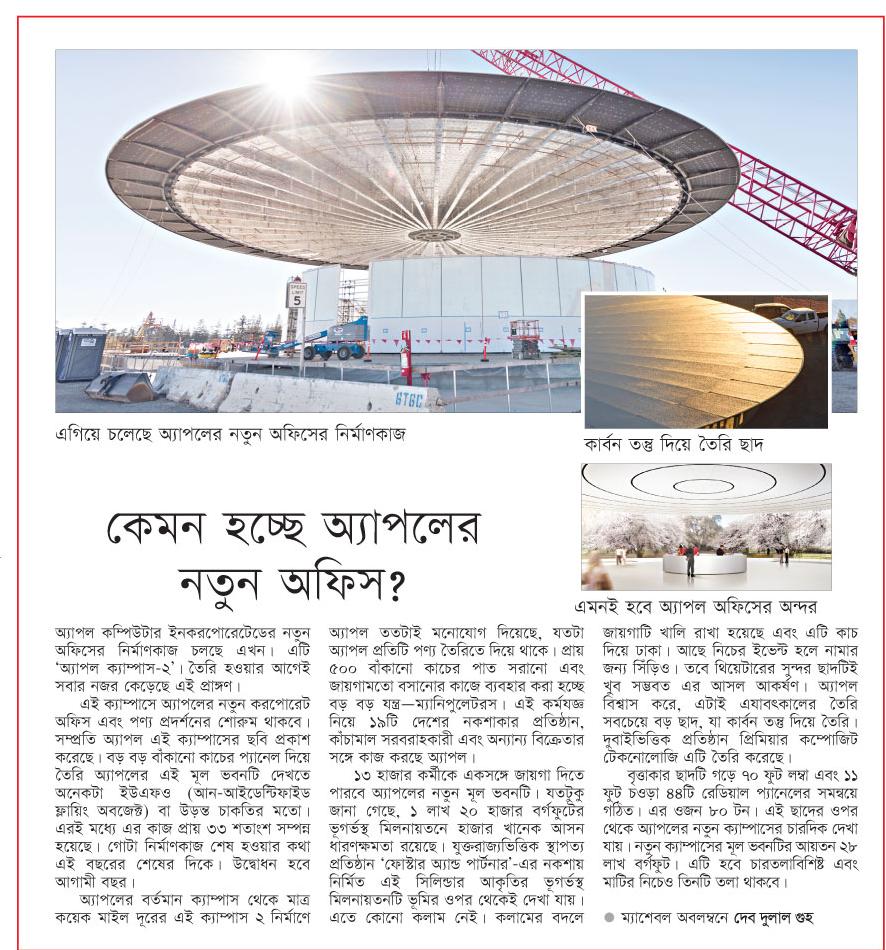 SPEED
LIMIT
5
GTGC
এগিয়ে চলেছে অ্যাপলের নতুন অফিসের নির্মাণকাজ
কার্বন তন্তু দিয়ে তৈরি ছাদ
এমনই হবে অ্যাপল অফিসের অন্দর
কেমন হচ্ছে অ্যাপলের
নতুন অফিস?
অ্যাপল কম্পিউটার ইনকরপোরেটেডের নতুন
অফিসের নির্মাণকাজ চলছে এখন। এটি
‘অ্যাপল ক্যাম্পাস-২’। তৈরি হওয়ার আগেই
সবার নজর কেড়েছে এই প্রাঙ্গণ।
এই ক্যাম্পাসে অ্যাপলের নতুন করপোরেট
অফিস এবং পণ্য প্রদর্শনের শোরুম থাকবে।
সম্প্রতি অ্যাপল এই ক্যাম্পাসের ছবি প্রকাশ
করেছে। বড় বড় বাঁকানো কাচের প্যানেল দিয়ে
তৈরি অ্যাপলের এই মূল ভবনটি দেখতে
অনেকটা ইউএফও (আন-আইডেন্টিফাইড
ফ্লায়িং অবজেক্ট) বা উড়ন্ত চাকতির মতো।
এরই মধ্যে এর কাজ প্রায় ৩৩ শতাংশ সম্পন্ন
হয়েছে। গোটা নির্মাণকাজ শেষ হওয়ার কথা
এই বছরের শেষের দিকে। উদ্বোধন হবে
আগামী বছর।
অ্যাপলের বর্তমান ক্যাম্পাস থেকে মাত্র
কয়েক মাইল দূরের এই ক্যাম্পাস ২ নির্মাণে
অ্যাপল ততটাই মনোযোগ দিয়েছে, যতটা
অ্যাপল প্রতিটি পণ্য তৈরিতে দিয়ে থাকে। প্রায়
৫০০ বাঁকানো কাচের পাত সরানো এবং
জায়গামতো বসানোর কাজে ব্যবহার করা হচ্ছে
বড় বড় যন্ত্র—ম্যানিপুলেটরস। এই কর্মযজ্ঞ
নিয়ে ১৯টি দেশের নকশাকার প্রতিষ্ঠান,
কাঁচামাল সরবরাহকারী এবং অন্যান্য বিক্রেতার
সঙ্গে কাজ করছে অ্যাপল।
১৩ হাজার কর্মীকে একসঙ্গে জায়গা দিতে
পারবে অ্যাপলের নতুন মূল ভবনটি। যতটুকু
জানা গেছে, ১ লাখ ২০ হাজার বর্গফুটের
ভূগর্ভস্থ মিলনায়তনে হাজার খানেক আসন
ধারণক্ষমতা রয়েছে। যুক্তরাজ্যভিত্তিক স্থাপত্য
প্রতিষ্ঠান ‘ফোস্টার অ্যান্ড পার্টনার’-এর নকশায়
নির্মিত এই সিলিন্ডার আকৃতির ভূগর্ভস্থ
মিলনায়তনটি ভূমির ওপর থেকেই দেখা যায়।
এতে কোনো কলাম নেই। কলামের বদলে
জায়গাটি খালি রাখা হয়েছে এবং এটি কাচ
দিয়ে ঢাকা। আছে নিচের ইভেন্ট হলে নামার
জন্য সিঁড়িও। তবে থিয়েটারের সুন্দর ছাদটিই
খুব সম্ভবত এর আসল আকর্ষণ। অ্যাপল
বিশ্বাস করে, এটাই এযাবৎকালের তৈরি
সবচেয়ে বড় ছাদ, যা কার্বন তন্তু দিয়ে তৈরি।
দুবাইভিত্তিক প্রতিষ্ঠান প্রিমিয়ার কম্পোজিট
টেকনোলোজি এটি তৈরি করেছে।
বৃত্তাকার ছাদটি গড়ে ৭০ ফুট লম্বা এবং ১১
ফুট চওড়া ৪৪টি রেডিয়াল প্যানেলের সমন্বয়ে
গঠিত। এর ওজন ৮০ টন। এই ছাদের ওপর
থেকে অ্যাপলের নতুন ক্যাম্পাসের চারদিক দেখা
যায়। নতুন ক্যাম্পাসের মূল ভবনটির আয়তন ২৮
লাখ বর্গফুট। এটি হবে চারতলাবিশিষ্ট এবং
মাটির নিচেও তিনটি তলা থাকবে।
● ম্যাশেবল অবলম্বনে দেব দুলাল গুহ